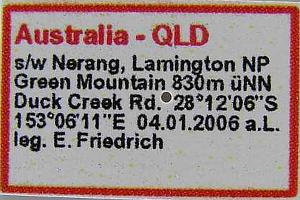 Australia - QLD
s/w Nerang, Lamington NP
Green Mountain 830m üNN
Duck Creek Rd. 28°12'06"S
153°06'11"E 04.01.2006 a.L.
leg. E. Friedrich